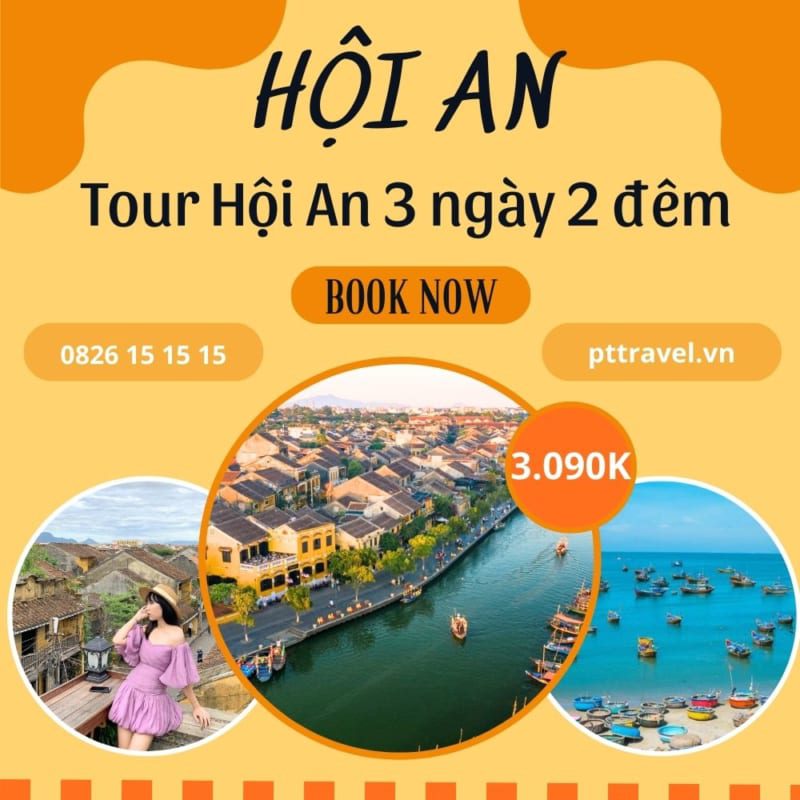 HỘI AN
Tour Hội An 3 ngày 2 đêm
BOOK NOW
0826 15 15 15
pttravel.vn
3.090K